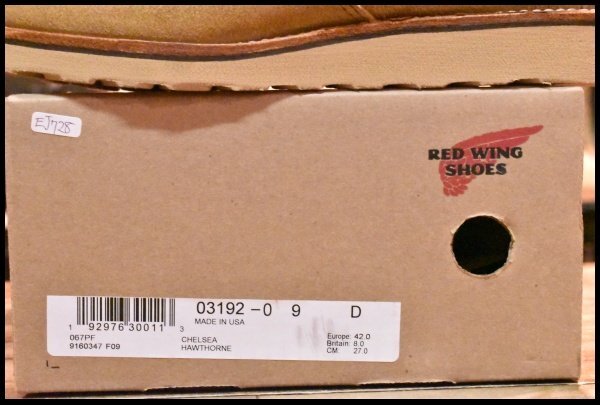 EJ728
RED WING
SHOES
03192-0 9 D
MADE IN USA
1 92976 30011 3
067PF
9160347 F09
CHELSEA
HAWTHORNE
Europe: 42.0
Britain: 8.0
CM 27.0